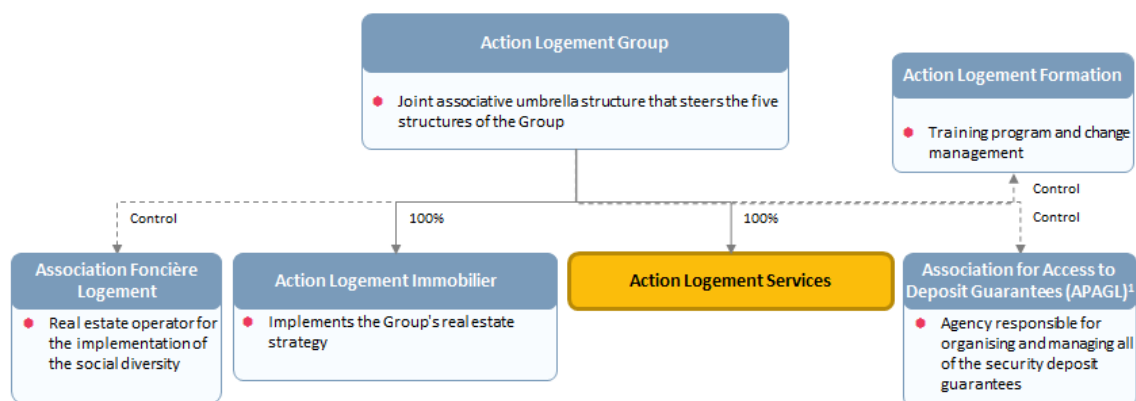 Action Logement Group
Joint associative umbrella structure that steers the five
structures of the Group
Action Logement Formation
Training program and change
management
Control
100%
100%
Control
Control
Association Foncière
Logement
Real estate operator for
the implementation of
the social diversity
Action Logement Immobilier
Implements the Group's real estate
strategy
Action Logement Services
Association for Access to
Deposit Guarantees (APAGL)¹
Agency responsible for
organising and managing all
of the security deposit
guarantees